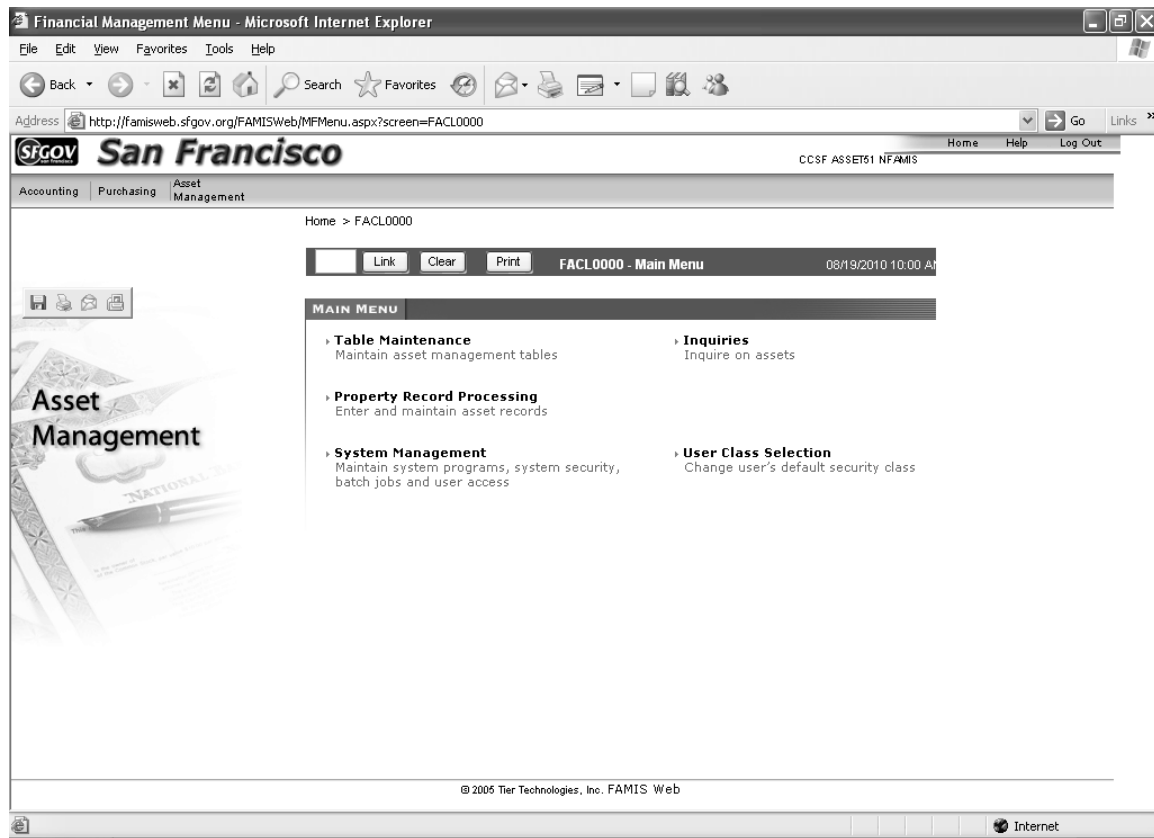 Financial Management Menu - Microsoft Internet Explorer
File Edit View Favorites Tools Help
Back Search Favorites
Address http://famisweb.sfgov.org/FAMISWeb/MFMenu.aspx?screen=FACL0000 Go Links »
SFGOV San Francisco
Home Help Log Out
CCSF ASSET51 NFAMIS
Accounting Purchasing Asset Management
Home > FACL0000
Link Clear Print FACL0000 - Main Menu 08/19/2010 10:00 AM
MAIN MENU
Table Maintenance
Maintain asset management tables
Inquiries
Inquire on assets
Property Record Processing
Enter and maintain asset records
System Management
Maintain system programs, system security,
batch jobs and user access
User Class Selection
Change user's default security class
Asset
Management
NATIONAL
© 2005 Tier Technologies, Inc. FAMIS Web
Internet